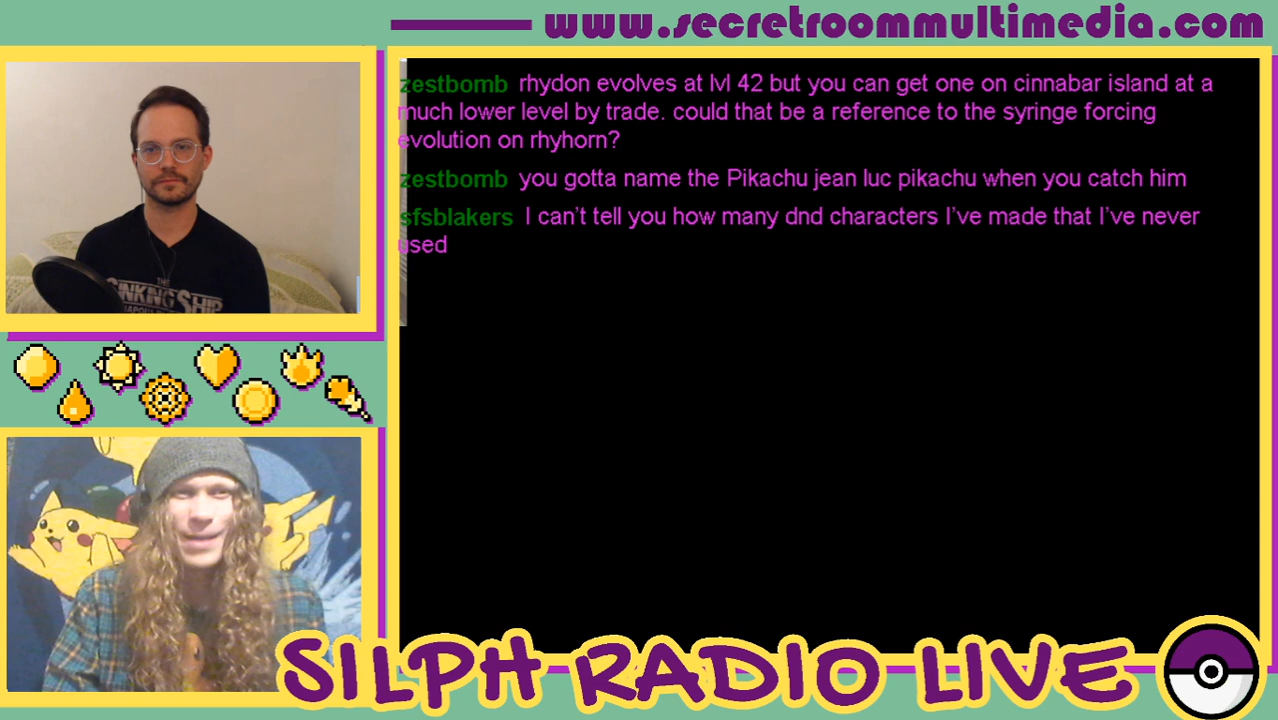 www.secretroommultimedia.com
zestbomb rhydon evolves at lvl 42 but you can get one on cinnabar island at a
much lower level by trade. could that be a reference to the syringe forcing
evolution on rhyhorn?
zestbomb you gotta name the Pikachu jean luc pikachu when you catch him
sfsblakers I can't tell you how many dnd characters I've made that I've never
used
THE
SINKING SHIP
SILPH RADIO LIVE